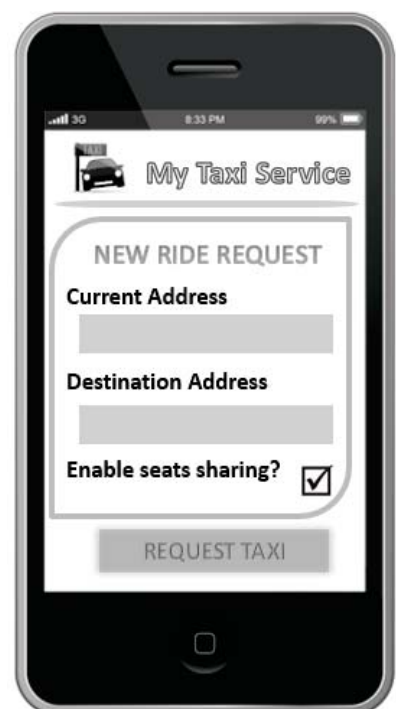 3G 8:33 PM 99%
TAXI
My Taxi Service
NEW RIDE REQUEST
Current Address
Destination Address
Enable seats sharing?
REQUEST TAXI